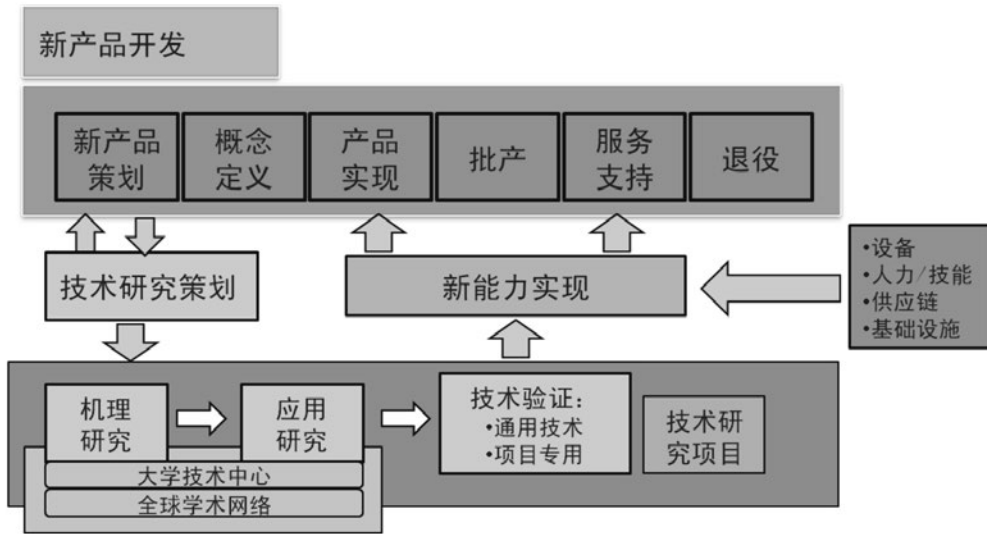 新产品开发
新产品
策划
概念
定义
产品
实现
批产
服务
支持
退役
技术研究策划
新能力实现
•设备
•人力/技能
•供应链
•基础设施
机理
研究
应用
研究
技术验证：
•通用技术
•项目专用
技术研
究项目
大学技术中心
全球学术网络